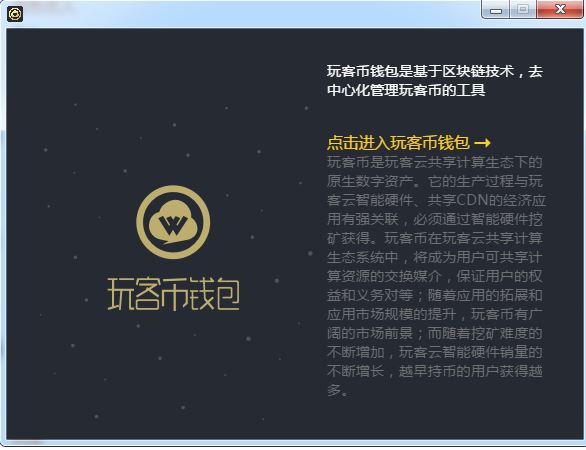 玩客币钱包是基于区块链技术，去
中心化管理玩客币的工具
点击进入玩客币钱包 →
玩客币是玩客云共享计算生态下的
原生数字资产。它的生产过程与玩
客云智能硬件、共享CDN的经济应
用有强关联，必须通过智能硬件挖
矿获得。玩客币在玩客云共享计算
生态系统中，将成为用户可共享计
算资源的交换媒介，保证用户的权
益和义务对等；随着应用的拓展和
应用市场规模的提升，玩客币有广
阔的市场前景；而随着挖矿难度的
不断增加，玩客云智能硬件销量的
不断增长，越早持币的用户获得越
多。
玩客币钱包